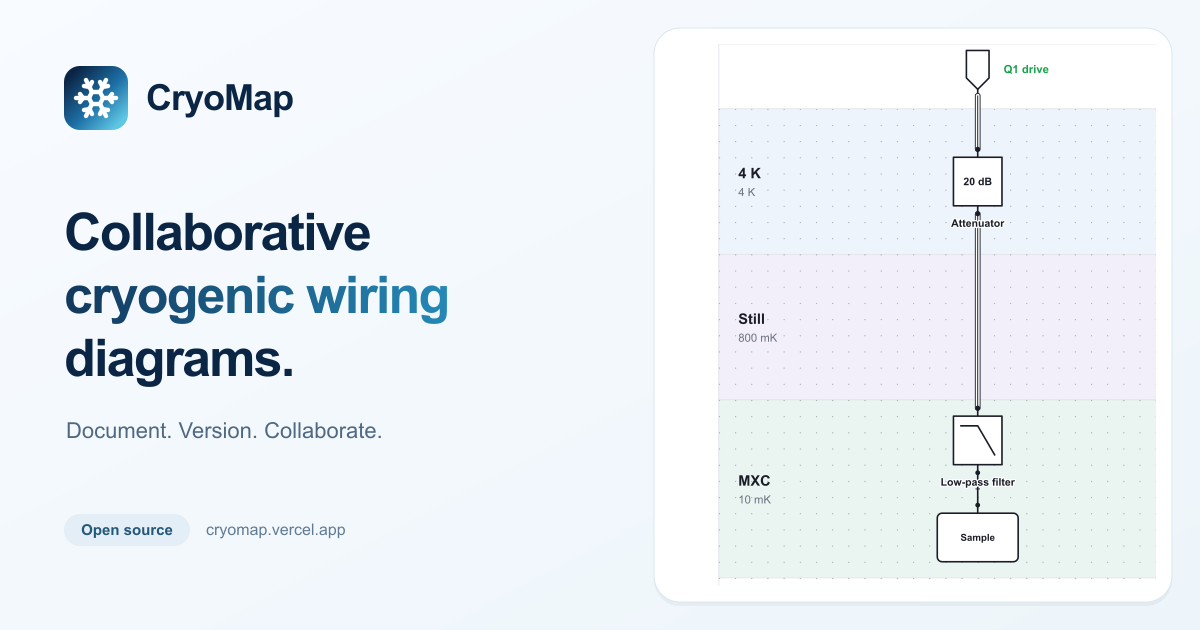 CryoMap
Collaborative
cryogenic wiring
diagrams.
Document. Version. Collaborate.
Open source
cryomap.vercel.app
Q1 drive
4 K
4 K
20 dB
Attenuator
Still
800 mK
MXC
10 mK
Low-pass filter
Sample